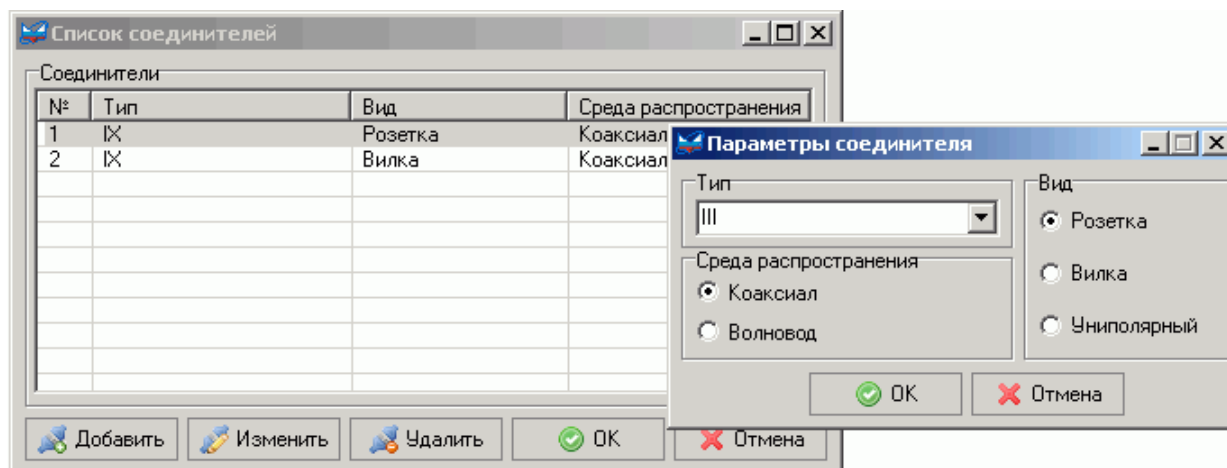 Список соединителей
Соединители
№ Тип Вид Среда распространения
1 IX Розетка Коаксиал
2 IX Вилка Коаксиал
Добавить Изменить Удалить OK Отмена
Параметры соединителя
Тип
III
Среда распространения
Коаксиал
Волновод
Вид
Розетка
Вилка
Униполярный
OK Отмена